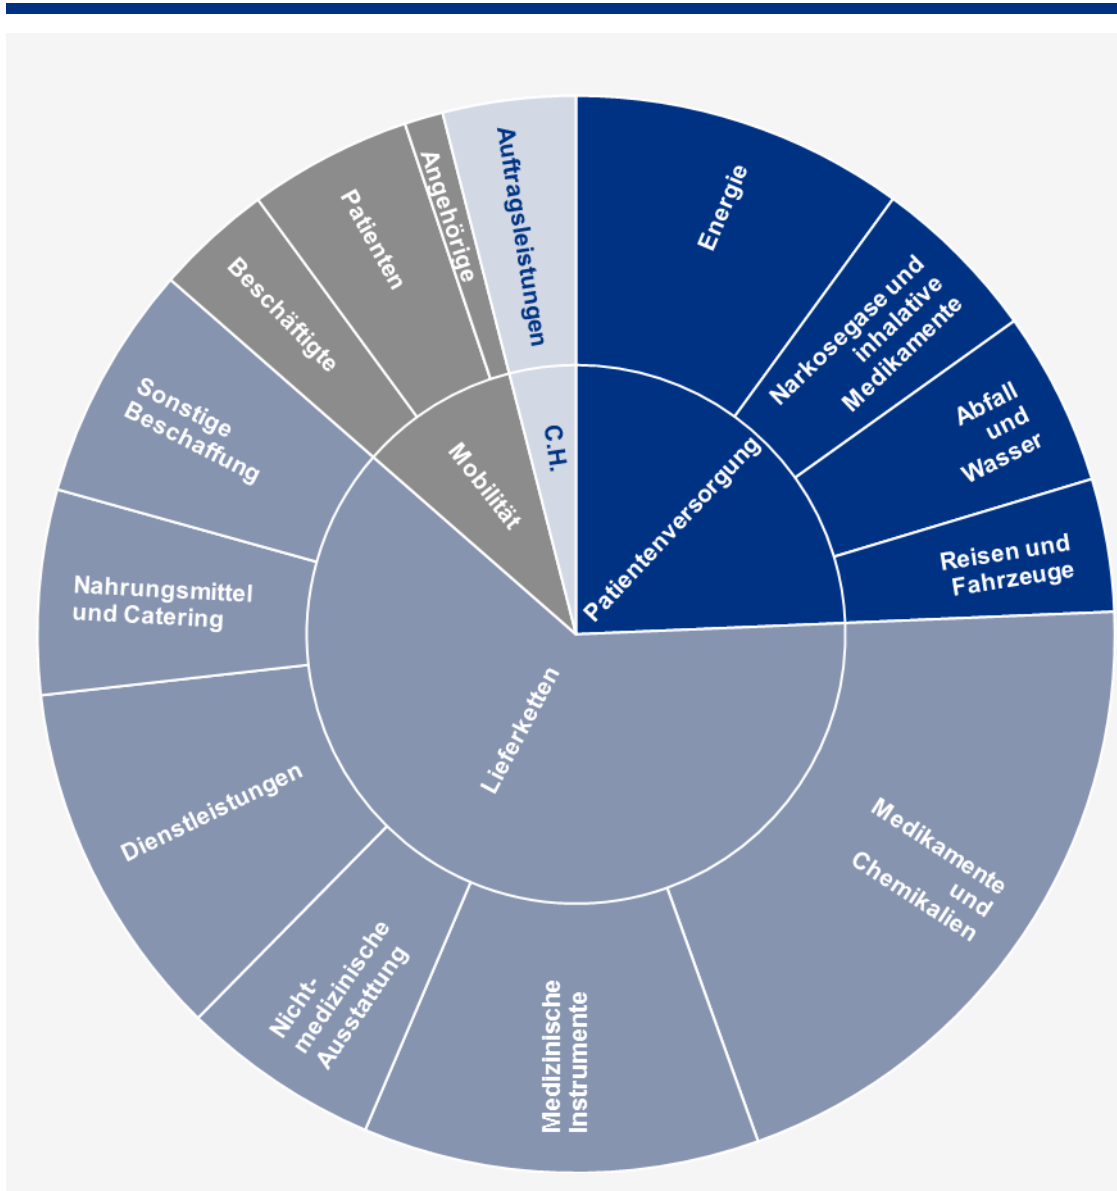 Energie
Narkosegase und
inhalative
Medikamente
Abfall
und
Wasser
Reisen und
Fahrzeuge
Medikamente
und
Chemikalien
Medizinische
Instrumente
Nicht-
medizinische
Ausstattung
Dienstleistungen
Nahrungsmittel
und Catering
Sonstige
Beschaffung
Beschäftigte
Patienten
Angehörige
Auftragsleistungen
Patientenversorgung
Lieferketten
Mobilität
C.H.